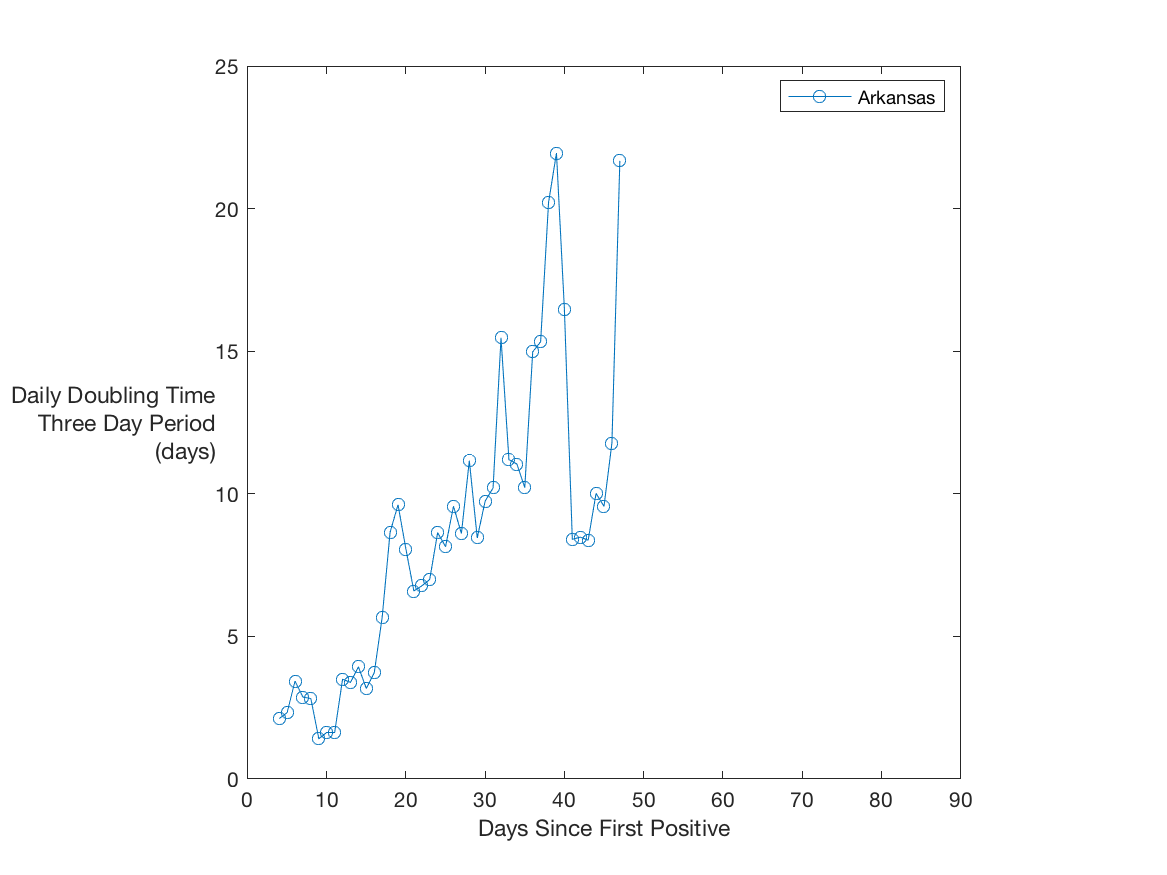 25
20
15
10
5
0
Daily Doubling Time
Three Day Period
(days)
Arkansas
0 10 20 30 40 50 60 70 80 90
Days Since First Positive